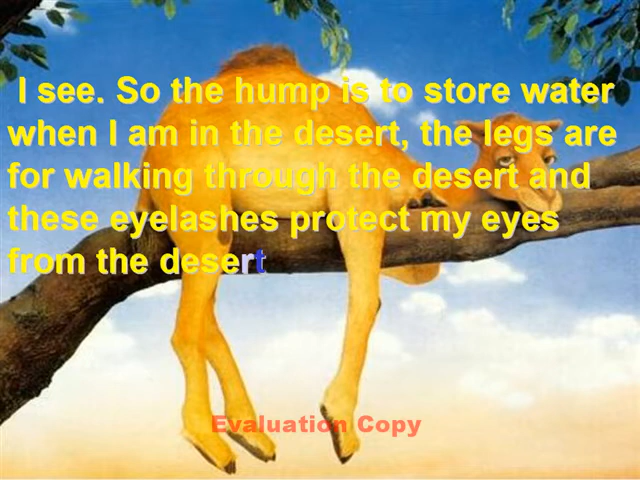 I see. So the hump is to store water
when I am in the desert, the legs are
for walking through the desert and
these eyelashes protect my eyes
from the desert
Evaluation Copy